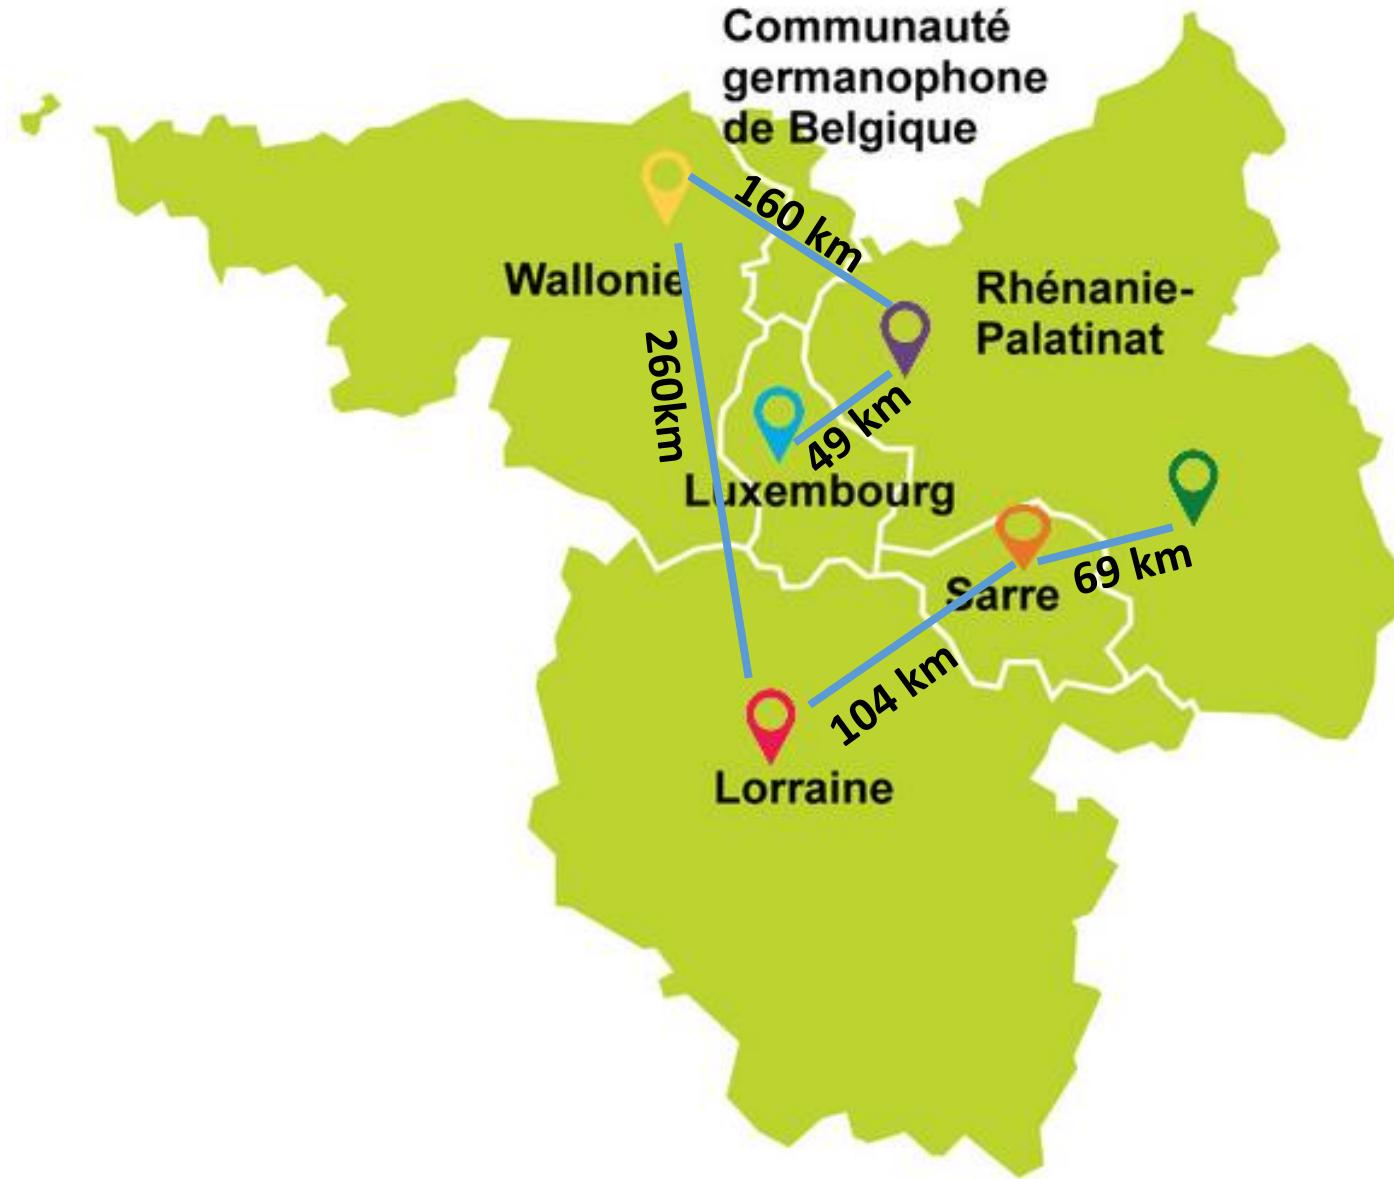 Communauté
germanophone
de Belgique
160 km
Wallonie
Rhénanie-
Palatinat
260km
49 km
Luxembourg
69 km
Sarre
104 km
Lorraine